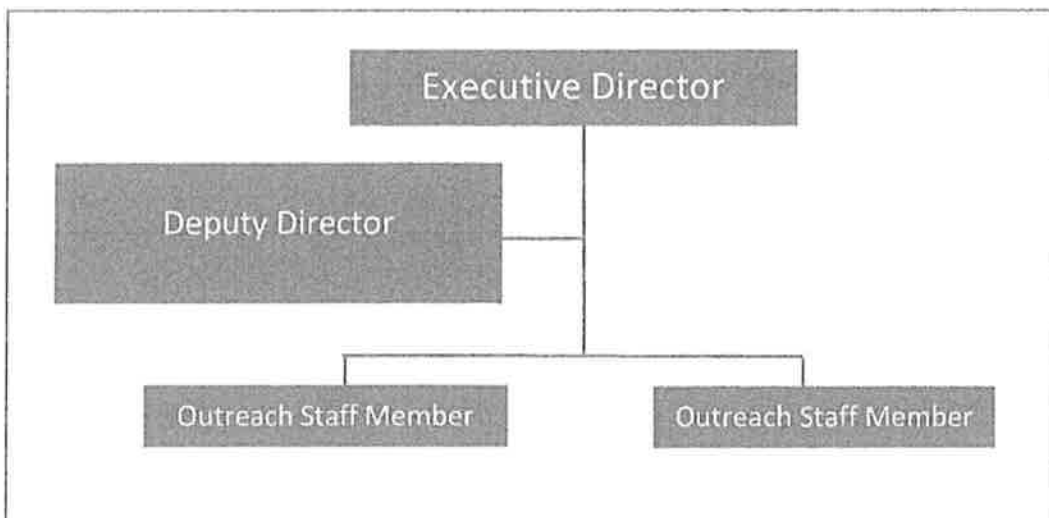 Executive Director
Deputy Director
Outreach Staff Member
Outreach Staff Member